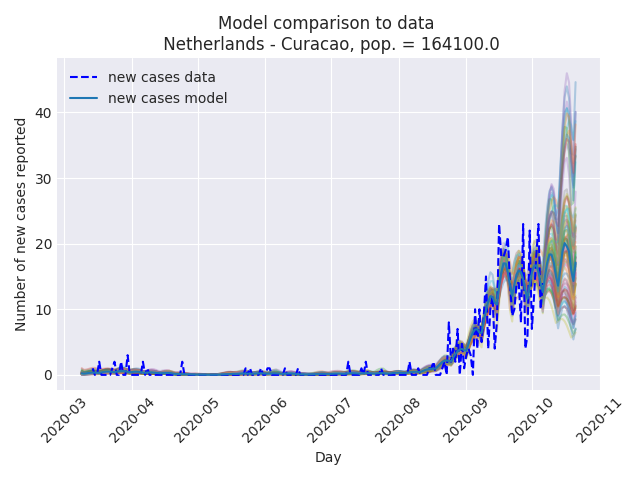 Model comparison to data
Netherlands - Curacao, pop. = 164100.0
new cases data
new cases model
Number of new cases reported
40
30
20
10
0
2020-03
2020-04
2020-05
2020-06
2020-07
2020-08
2020-09
2020-10
2020-11
Day